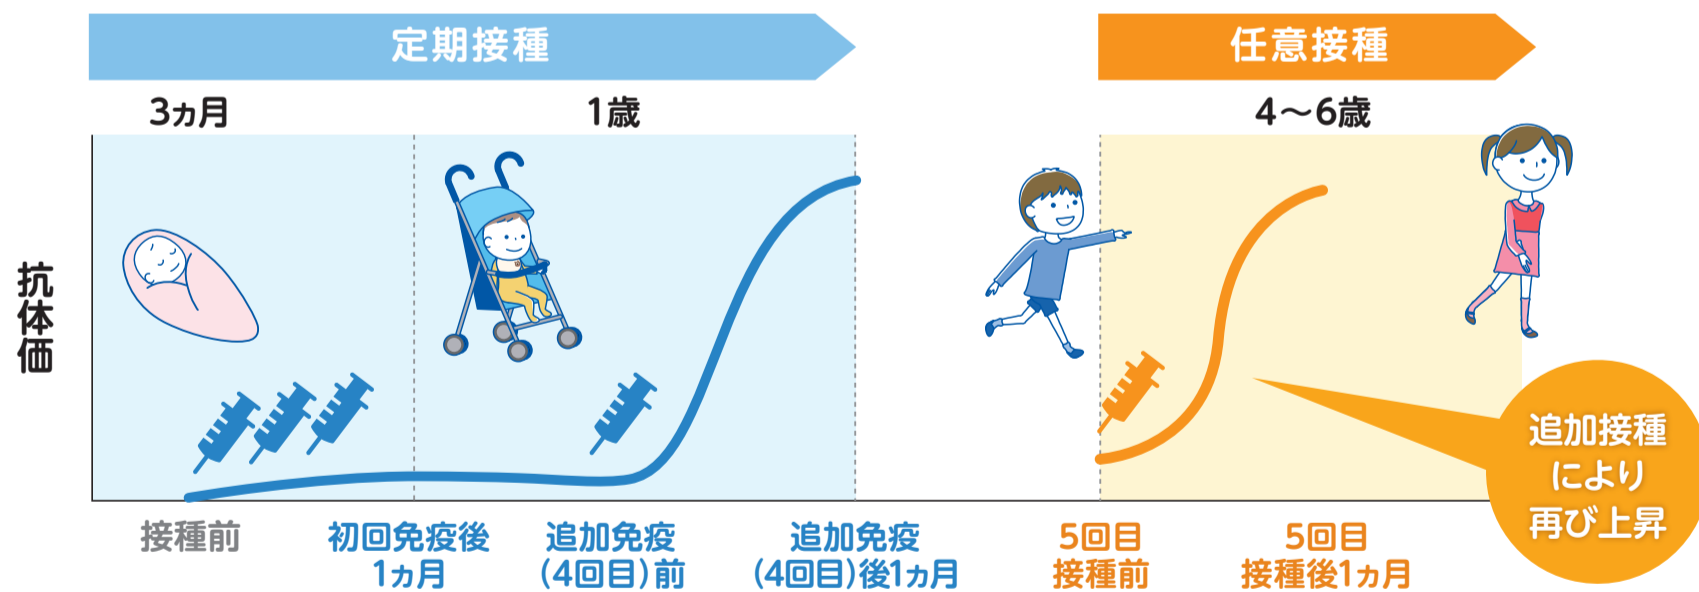 定期接種
任意接種
3ヵ月
1歳
4〜6歳
抗体価
接種前
初回免疫後
1ヵ月
追加免疫
(4回目)前
追加免疫
(4回目)後1ヵ月
5回目
接種前
5回目
接種後1ヵ月
追加接種
により
再び上昇